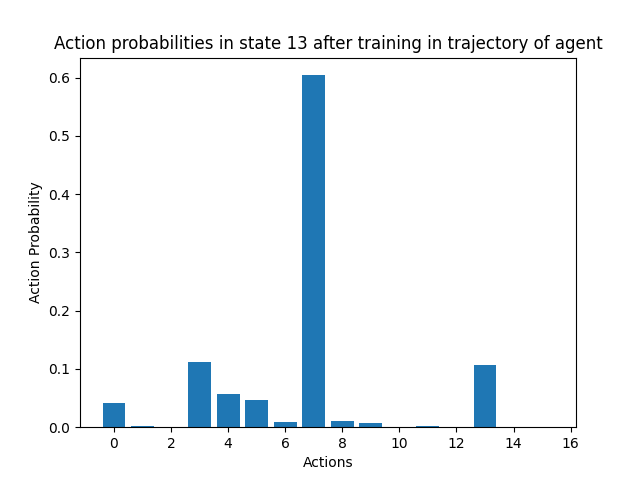 Action probabilities in state 13 after training in trajectory of agent
0.6
0.5
0.4
0.3
0.2
0.1
0.0
Action Probability
0 2 4 6 8 10 12 14 16
Actions